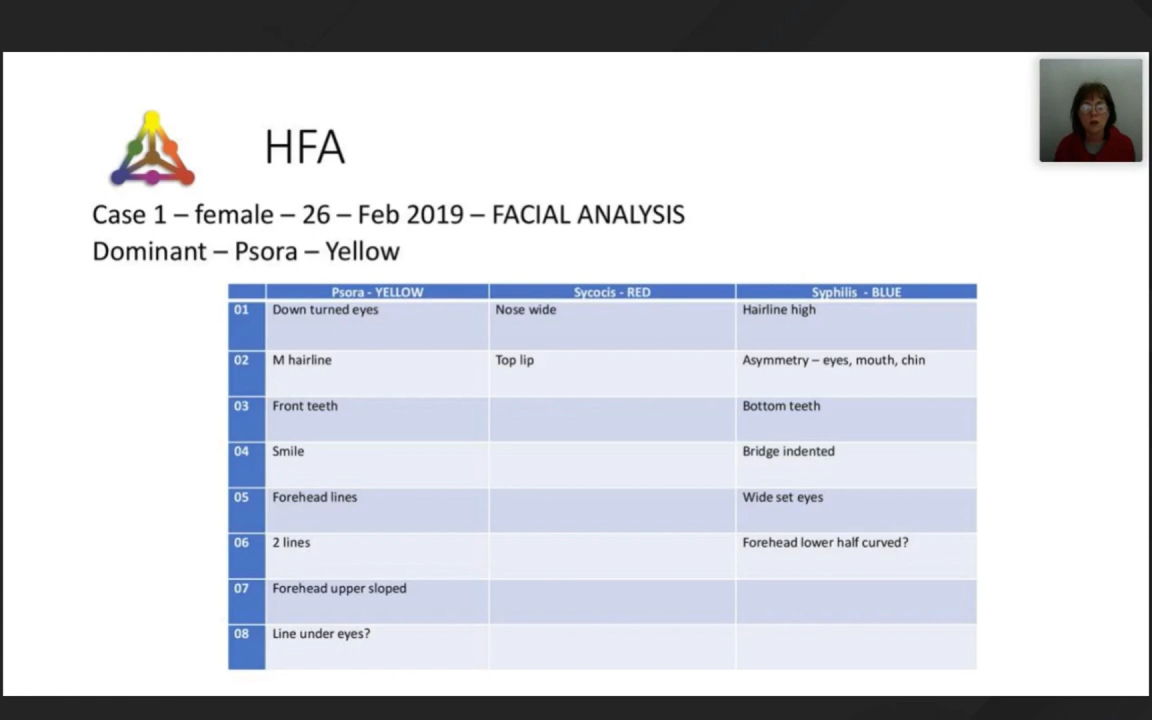 HFA
Case 1 – female – 26 – Feb 2019 – FACIAL ANALYSIS
Dominant – Psora – Yellow
Psora - YELLOW Sycocis - RED Syphilis - BLUE
01 Down turned eyes Nose wide Hairline high
02 M hairline Top lip Asymmetry – eyes, mouth, chin
03 Front teeth Bottom teeth
04 Smile Bridge indented
05 Forehead lines Wide set eyes
06 2 lines Forehead lower half curved?
07 Forehead upper sloped
08 Line under eyes?